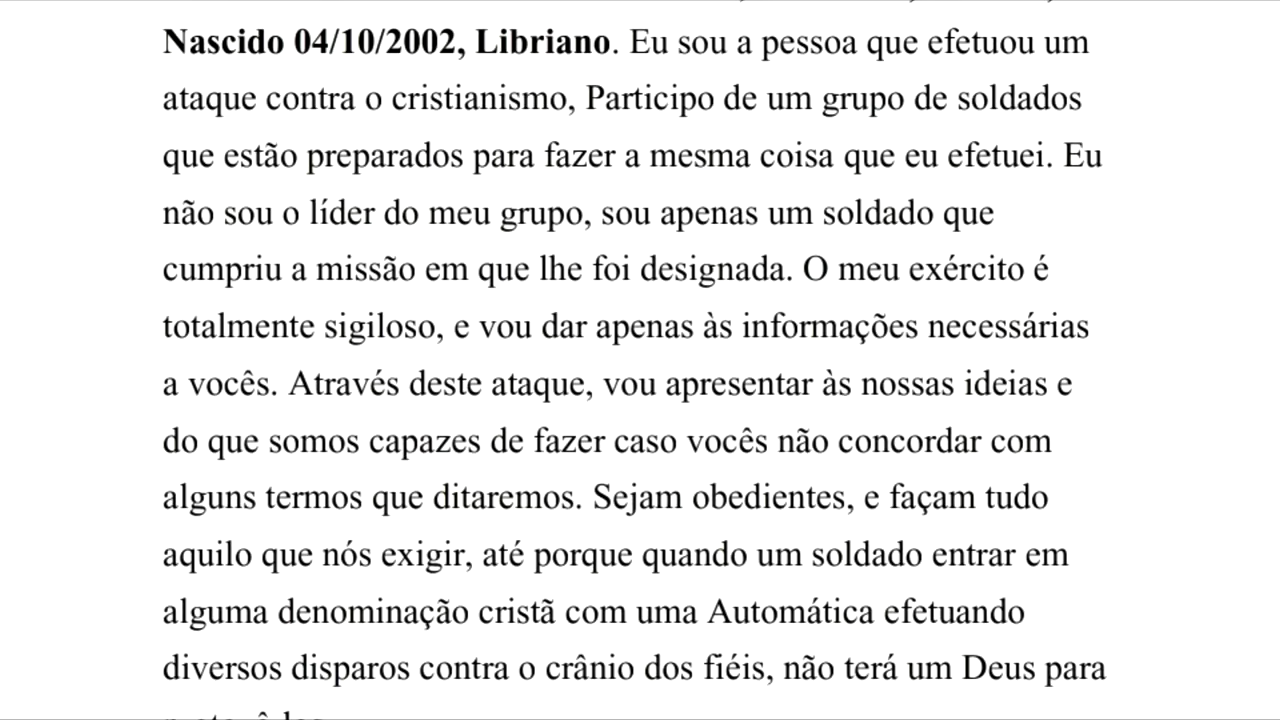 Nascido 04/10/2002, Libriano. Eu sou a pessoa que efetuou um
ataque contra o cristianismo, Participo de um grupo de soldados
que estão preparados para fazer a mesma coisa que eu efetuei. Eu
não sou o líder do meu grupo, sou apenas um soldado que
cumpriu a missão em que lhe foi designada. O meu exército é
totalmente sigiloso, e vou dar apenas às informações necessárias
a vocês. Através deste ataque, vou apresentar às nossas ideias e
do que somos capazes de fazer caso vocês não concordar com
alguns termos que ditaremos. Sejam obedientes, e façam tudo
aquilo que nós exigir, até porque quando um soldado entrar em
alguma denominação cristã com uma Automática efetuando
diversos disparos contra o crânio dos fiéis, não terá um Deus para